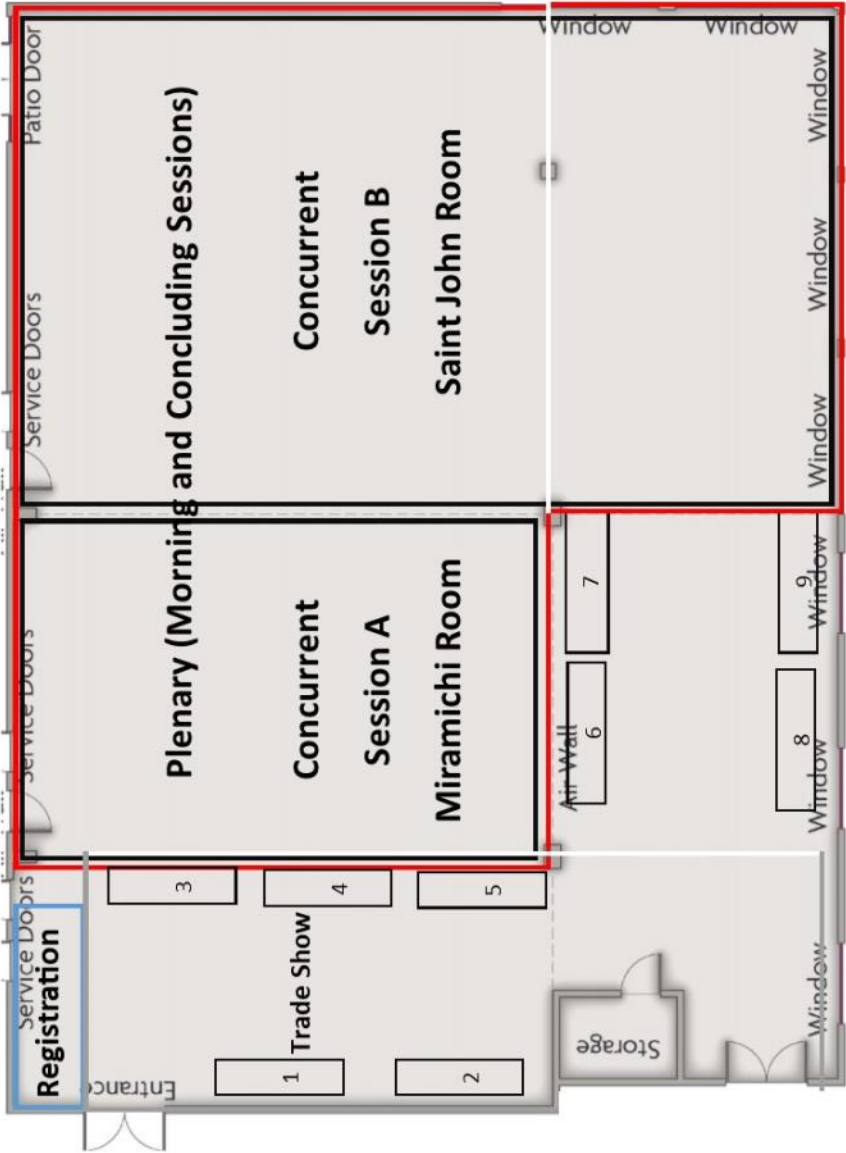 Patio Door
Service Doors
Service Doors
Service Doors
Registration
Entrance
Plenary (Morning and Concluding Sessions)
Concurrent
Session B
Saint John Room
Concurrent
Session A
Miramichi Room
Trade Show
1
2
3
4
5
Air Wall
6
7
8
9
Storage
Window
Window
Window
Window
Window
Window
Window
Window